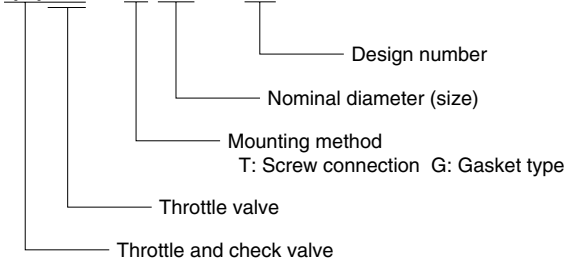 Design number
Nominal diameter (size)
Mounting method
T: Screw connection G: Gasket type
Throttle valve
Throttle and check valve